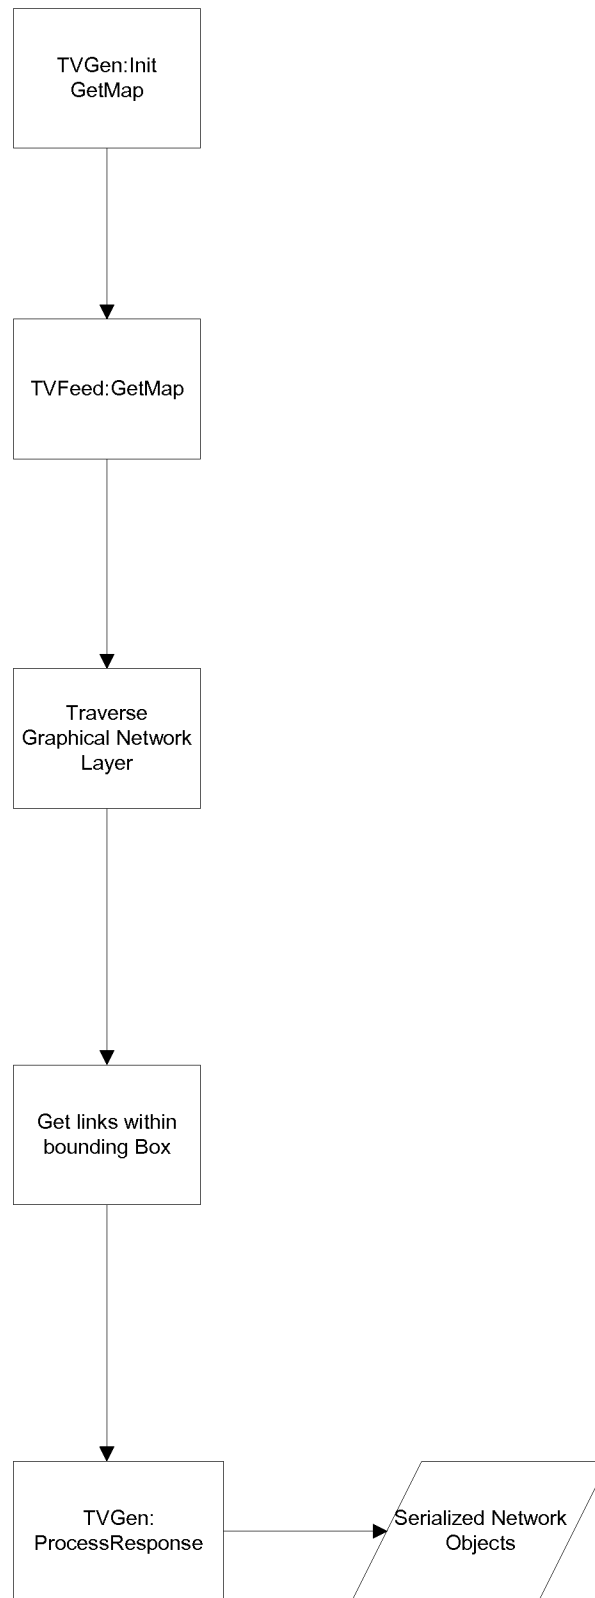 TVGen:Init
GetMap
TVFeed:GetMap
Traverse
Graphical Network
Layer
Get links within
bounding Box
TVGen:
ProcessResponse
Serialized Network
Objects